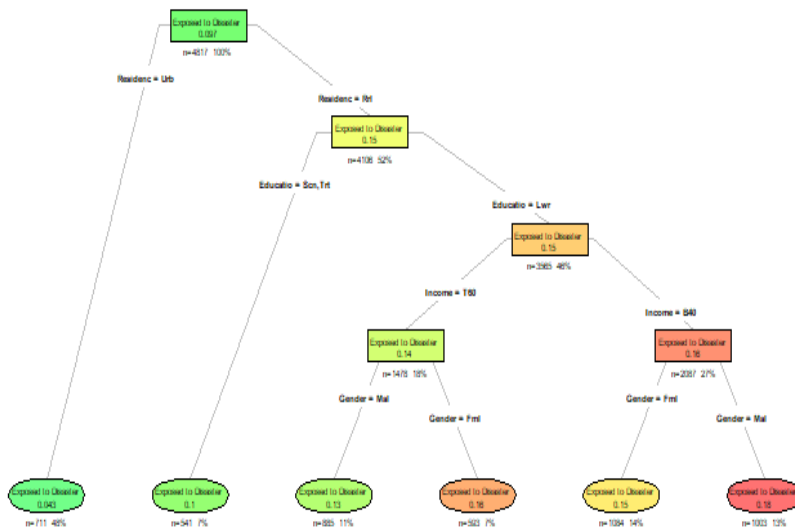 Exposed to Disaster
0.097
n=4817 100%
Residenc = Urb
Residenc = Rrl
Exposed to Disaster
0.15
n=4106 52%
Educatio = Scn,Trt
Educatio = Lwr
Exposed to Disaster
0.15
n=3565 46%
Income = T60
Income = B40
Exposed to Disaster
0.14
n=1478 18%
Exposed to Disaster
0.16
n=2087 27%
Gender = Mal
Gender = Fml
Gender = Fml
Gender = Mal
Exposed to Disaster
0.043
n=711 48%
Exposed to Disaster
0.1
n=541 7%
Exposed to Disaster
0.13
n=885 11%
Exposed to Disaster
0.16
n=593 7%
Exposed to Disaster
0.15
n=1084 14%
Exposed to Disaster
0.18
n=1003 13%